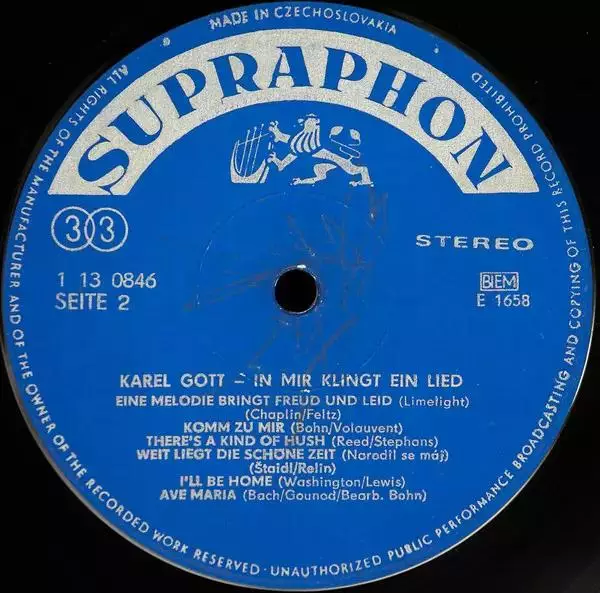 MADE IN CZECHOSLOVAKIA
ALL RIGHTS OF THE MANUFACTURER AND OF THE OWNER OF THE RECORDED WORK RESERVED · UNAUTHORIZED PUBLIC PERFORMANCE BROADCASTING AND COPYING OF THIS RECORD PROHIBITED
SUPRAPHON
33
STEREO
1 13 0846
SEITE 2
BIEM
E 1658
KAREL GOTT – IN MIR KLINGT EIN LIED
EINE MELODIE BRINGT FREUD UND LEID (Limelight)
(Chaplin/Feltz)
KOMM ZU MIR (Bohn/Volauvent)
THERE'S A KIND OF HUSH (Reed/Stephans)
WEIT LIEGT DIE SCHÖNE ZEIT (Narodil se máj)
(Štaidl/Relin)
I'LL BE HOME (Washington/Lewis)
AVE MARIA (Bach/Gounod/Bearb. Bohn)